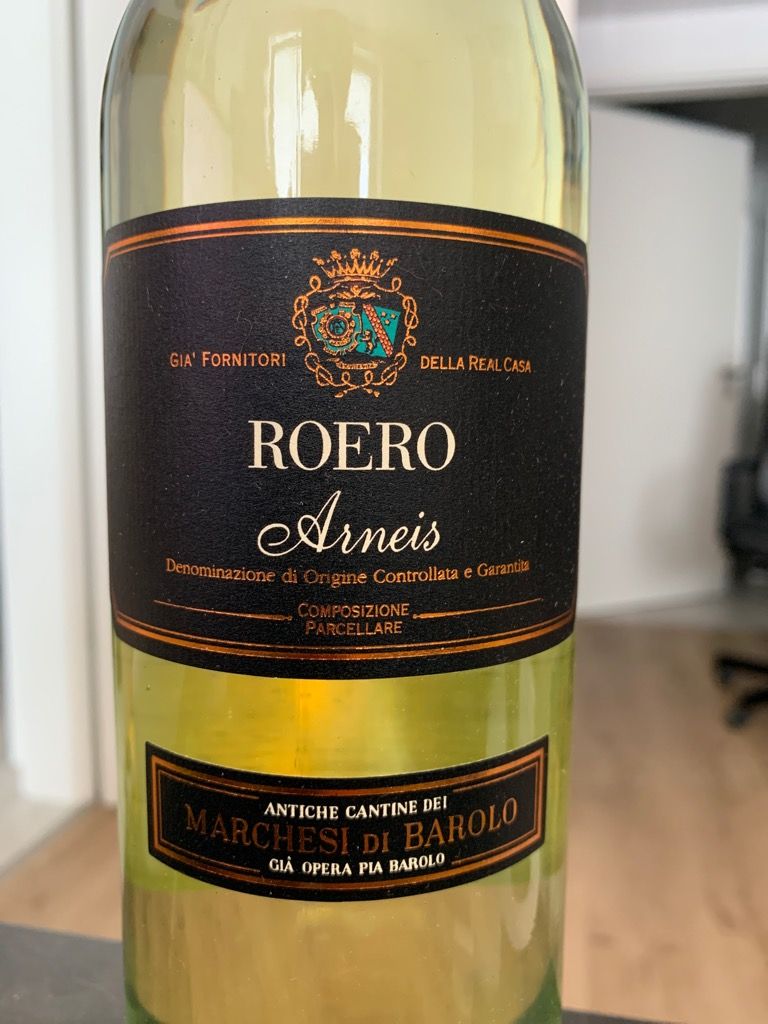 GIA' FORNITORI DELLA REAL CASA
ROERO
Arneis
Denominazione di Origine Controllata e Garantita
COMPOSIZIONE
PARCELLARE
ANTICHE CANTINE DEI
MARCHESI DI BAROLO
GIÀ OPERA PIA BAROLO